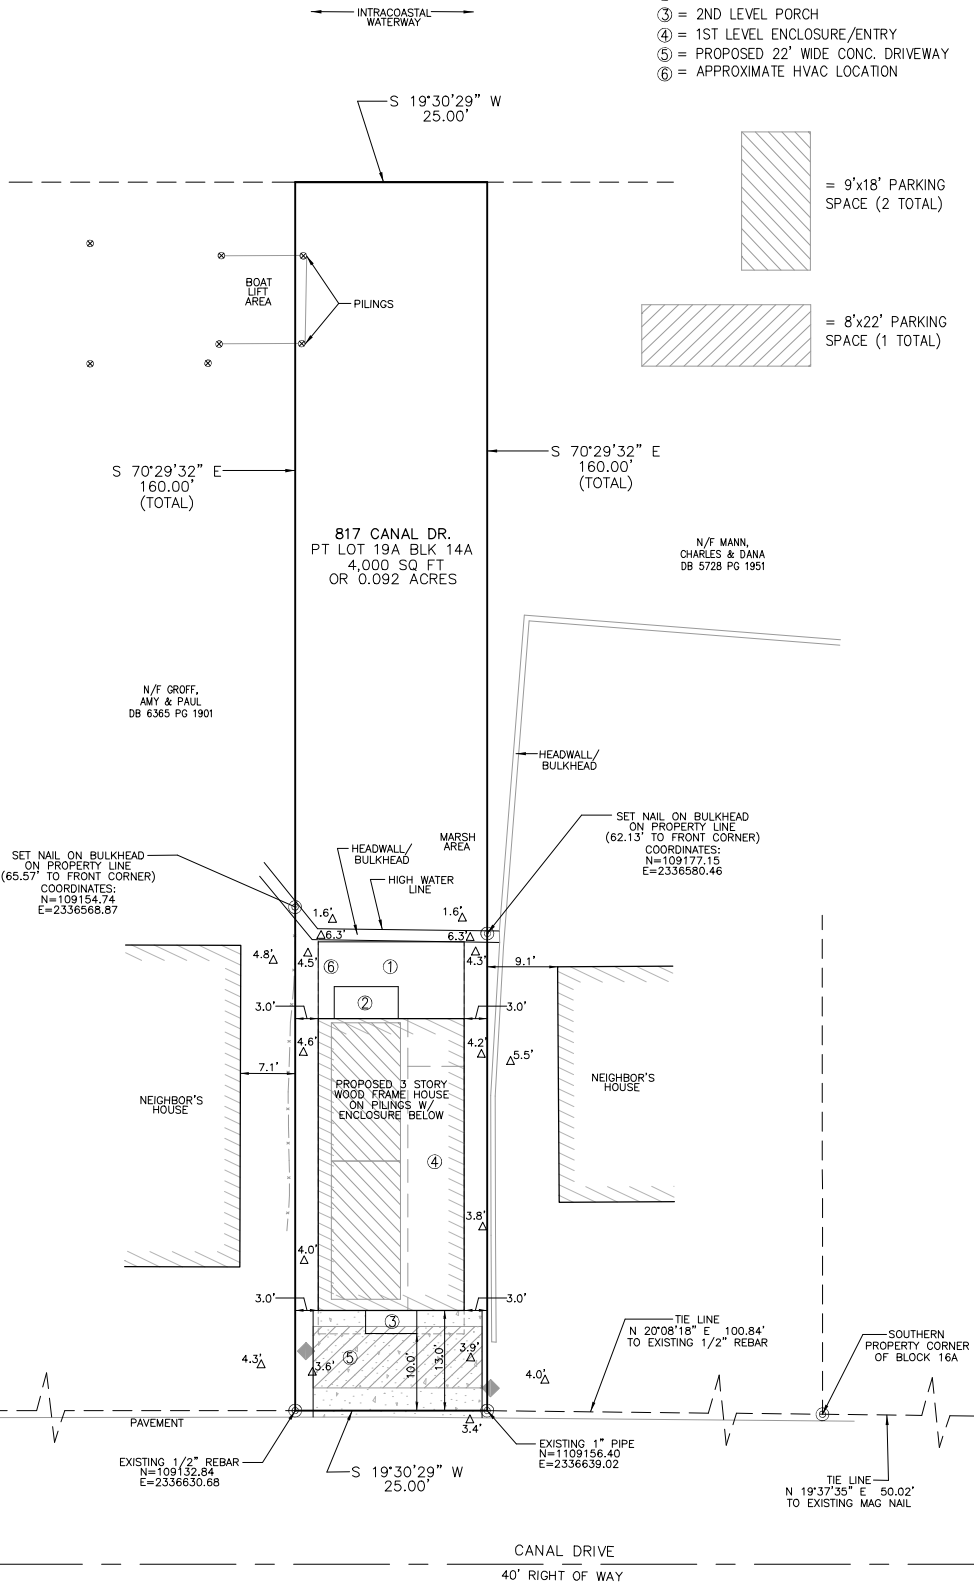 INTRACOASTAL
WATERWAY
③ = 2ND LEVEL PORCH
④ = 1ST LEVEL ENCLOSURE/ENTRY
⑤ = PROPOSED 22' WIDE CONC. DRIVEWAY
⑥ = APPROXIMATE HVAC LOCATION
S 19°30'29" W
25.00'
= 9'x18' PARKING
SPACE (2 TOTAL)
BOAT
LIFT
AREA
PILINGS
= 8'x22' PARKING
SPACE (1 TOTAL)
S 70°29'32" E
160.00'
(TOTAL)
S 70°29'32" E
160.00'
(TOTAL)
817 CANAL DR.
PT LOT 19A BLK 14A
4,000 SQ FT
OR 0.092 ACRES
N/F MANN,
CHARLES & DANA
DB 5728 PG 1951
N/F GROFF,
AMY & PAUL
DB 6365 PG 1901
HEADWALL/
BULKHEAD
SET NAIL ON BULKHEAD
ON PROPERTY LINE
(62.13' TO FRONT CORNER)
COORDINATES:
N=109177.15
E=2336580.46
MARSH
AREA
HEADWALL/
BULKHEAD
HIGH WATER
LINE
SET NAIL ON BULKHEAD
ON PROPERTY LINE
(65.57' TO FRONT CORNER)
COORDINATES:
N=109154.74
E=2336568.87
1.6'
1.6'
6.3'
6.3'
4.8'
4.5'
⑥
①
4.3'
9.1'
②
3.0'
3.0'
4.6'
4.2'
5.5'
7.1'
PROPOSED 3 STORY
WOOD FRAME HOUSE
ON PILINGS W/
ENCLOSURE BELOW
NEIGHBOR'S
HOUSE
NEIGHBOR'S
HOUSE
④
3.8'
4.0'
3.0'
3.0'
③
TIE LINE
N 20°08'18" E 100.84'
TO EXISTING 1/2" REBAR
SOUTHERN
PROPERTY CORNER
OF BLOCK 16A
4.3'
3.6'
⑤
10.0'
13.0'
3.9'
4.0'
PAVEMENT
3.4'
EXISTING 1/2" REBAR
N=109132.84
E=2336630.68
S 19°30'29" W
25.00'
EXISTING 1" PIPE
N=1109156.40
E=2336639.02
TIE LINE
N 19°37'35" E 50.02'
TO EXISTING MAG NAIL
CANAL DRIVE
40' RIGHT OF WAY